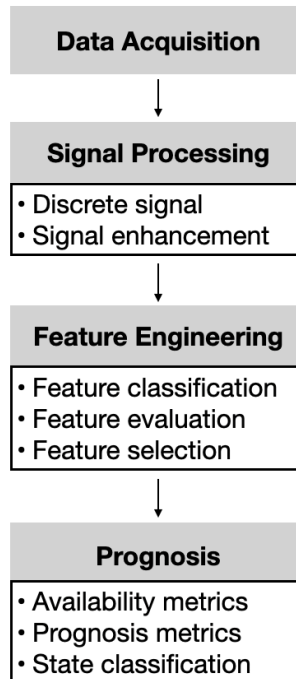 Data Acquisition
Signal Processing
• Discrete signal
• Signal enhancement
Feature Engineering
• Feature classification
• Feature evaluation
• Feature selection
Prognosis
• Availability metrics
• Prognosis metrics
• State classification